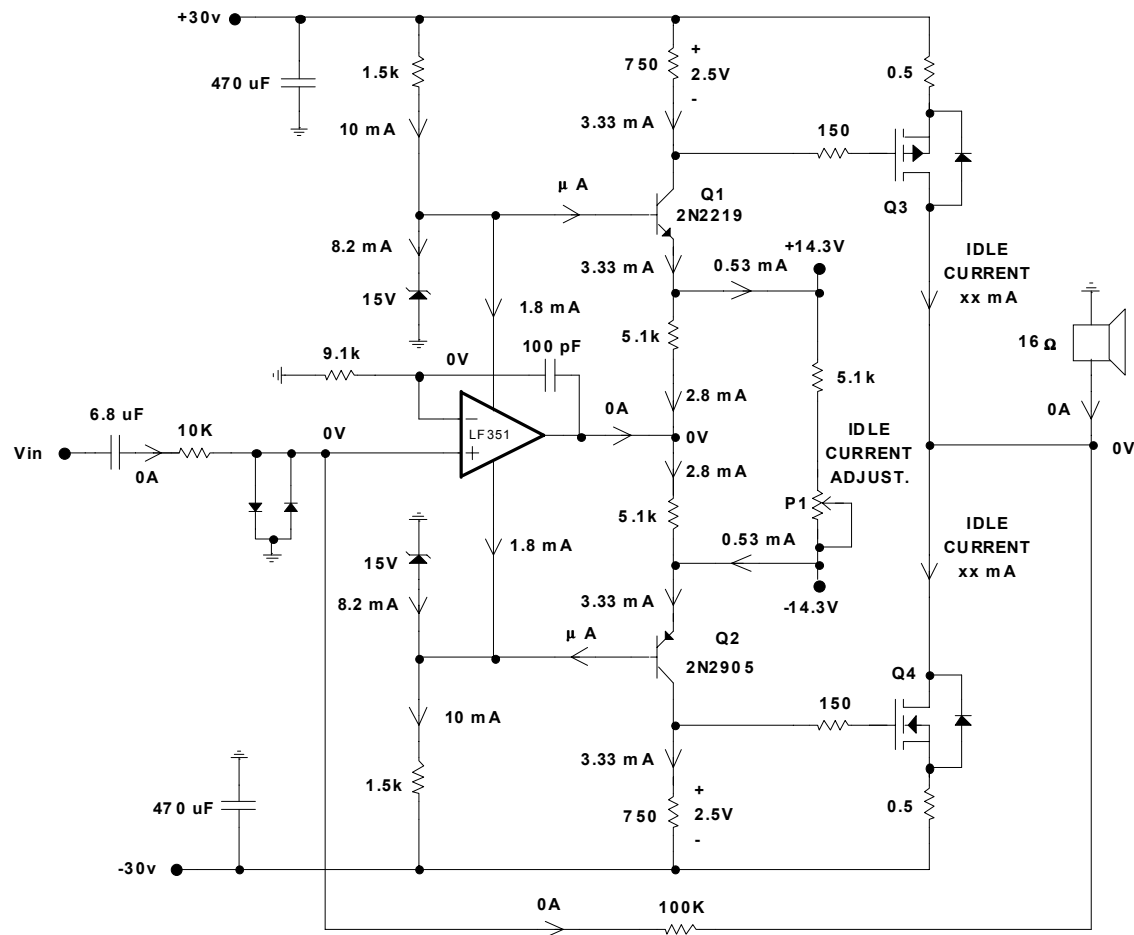 +30v
470 uF
1.5k
10 mA
750
+
2.5V
-
3.33 mA
0.5
150
μ A
Q1
2N2219
Q3
8.2 mA
15V
1.8 mA
3.33 mA
0.53 mA
+14.3V
IDLE
CURRENT
xx mA
9.1k
0V
100 pF
5.1k
5.1k
16Ω
6.8 uF
10K
0V
Vin
0A
−
+
LF351
0A
2.8 mA
0V
2.8 mA
IDLE
CURRENT
ADJUST.
0A
0V
5.1k
P1
15V
1.8 mA
0.53 mA
IDLE
CURRENT
xx mA
8.2 mA
3.33 mA
-14.3V
μ A
Q2
2N2905
Q4
10 mA
150
1.5k
3.33 mA
470 uF
750
+
2.5V
-
0.5
-30v
0A
100K